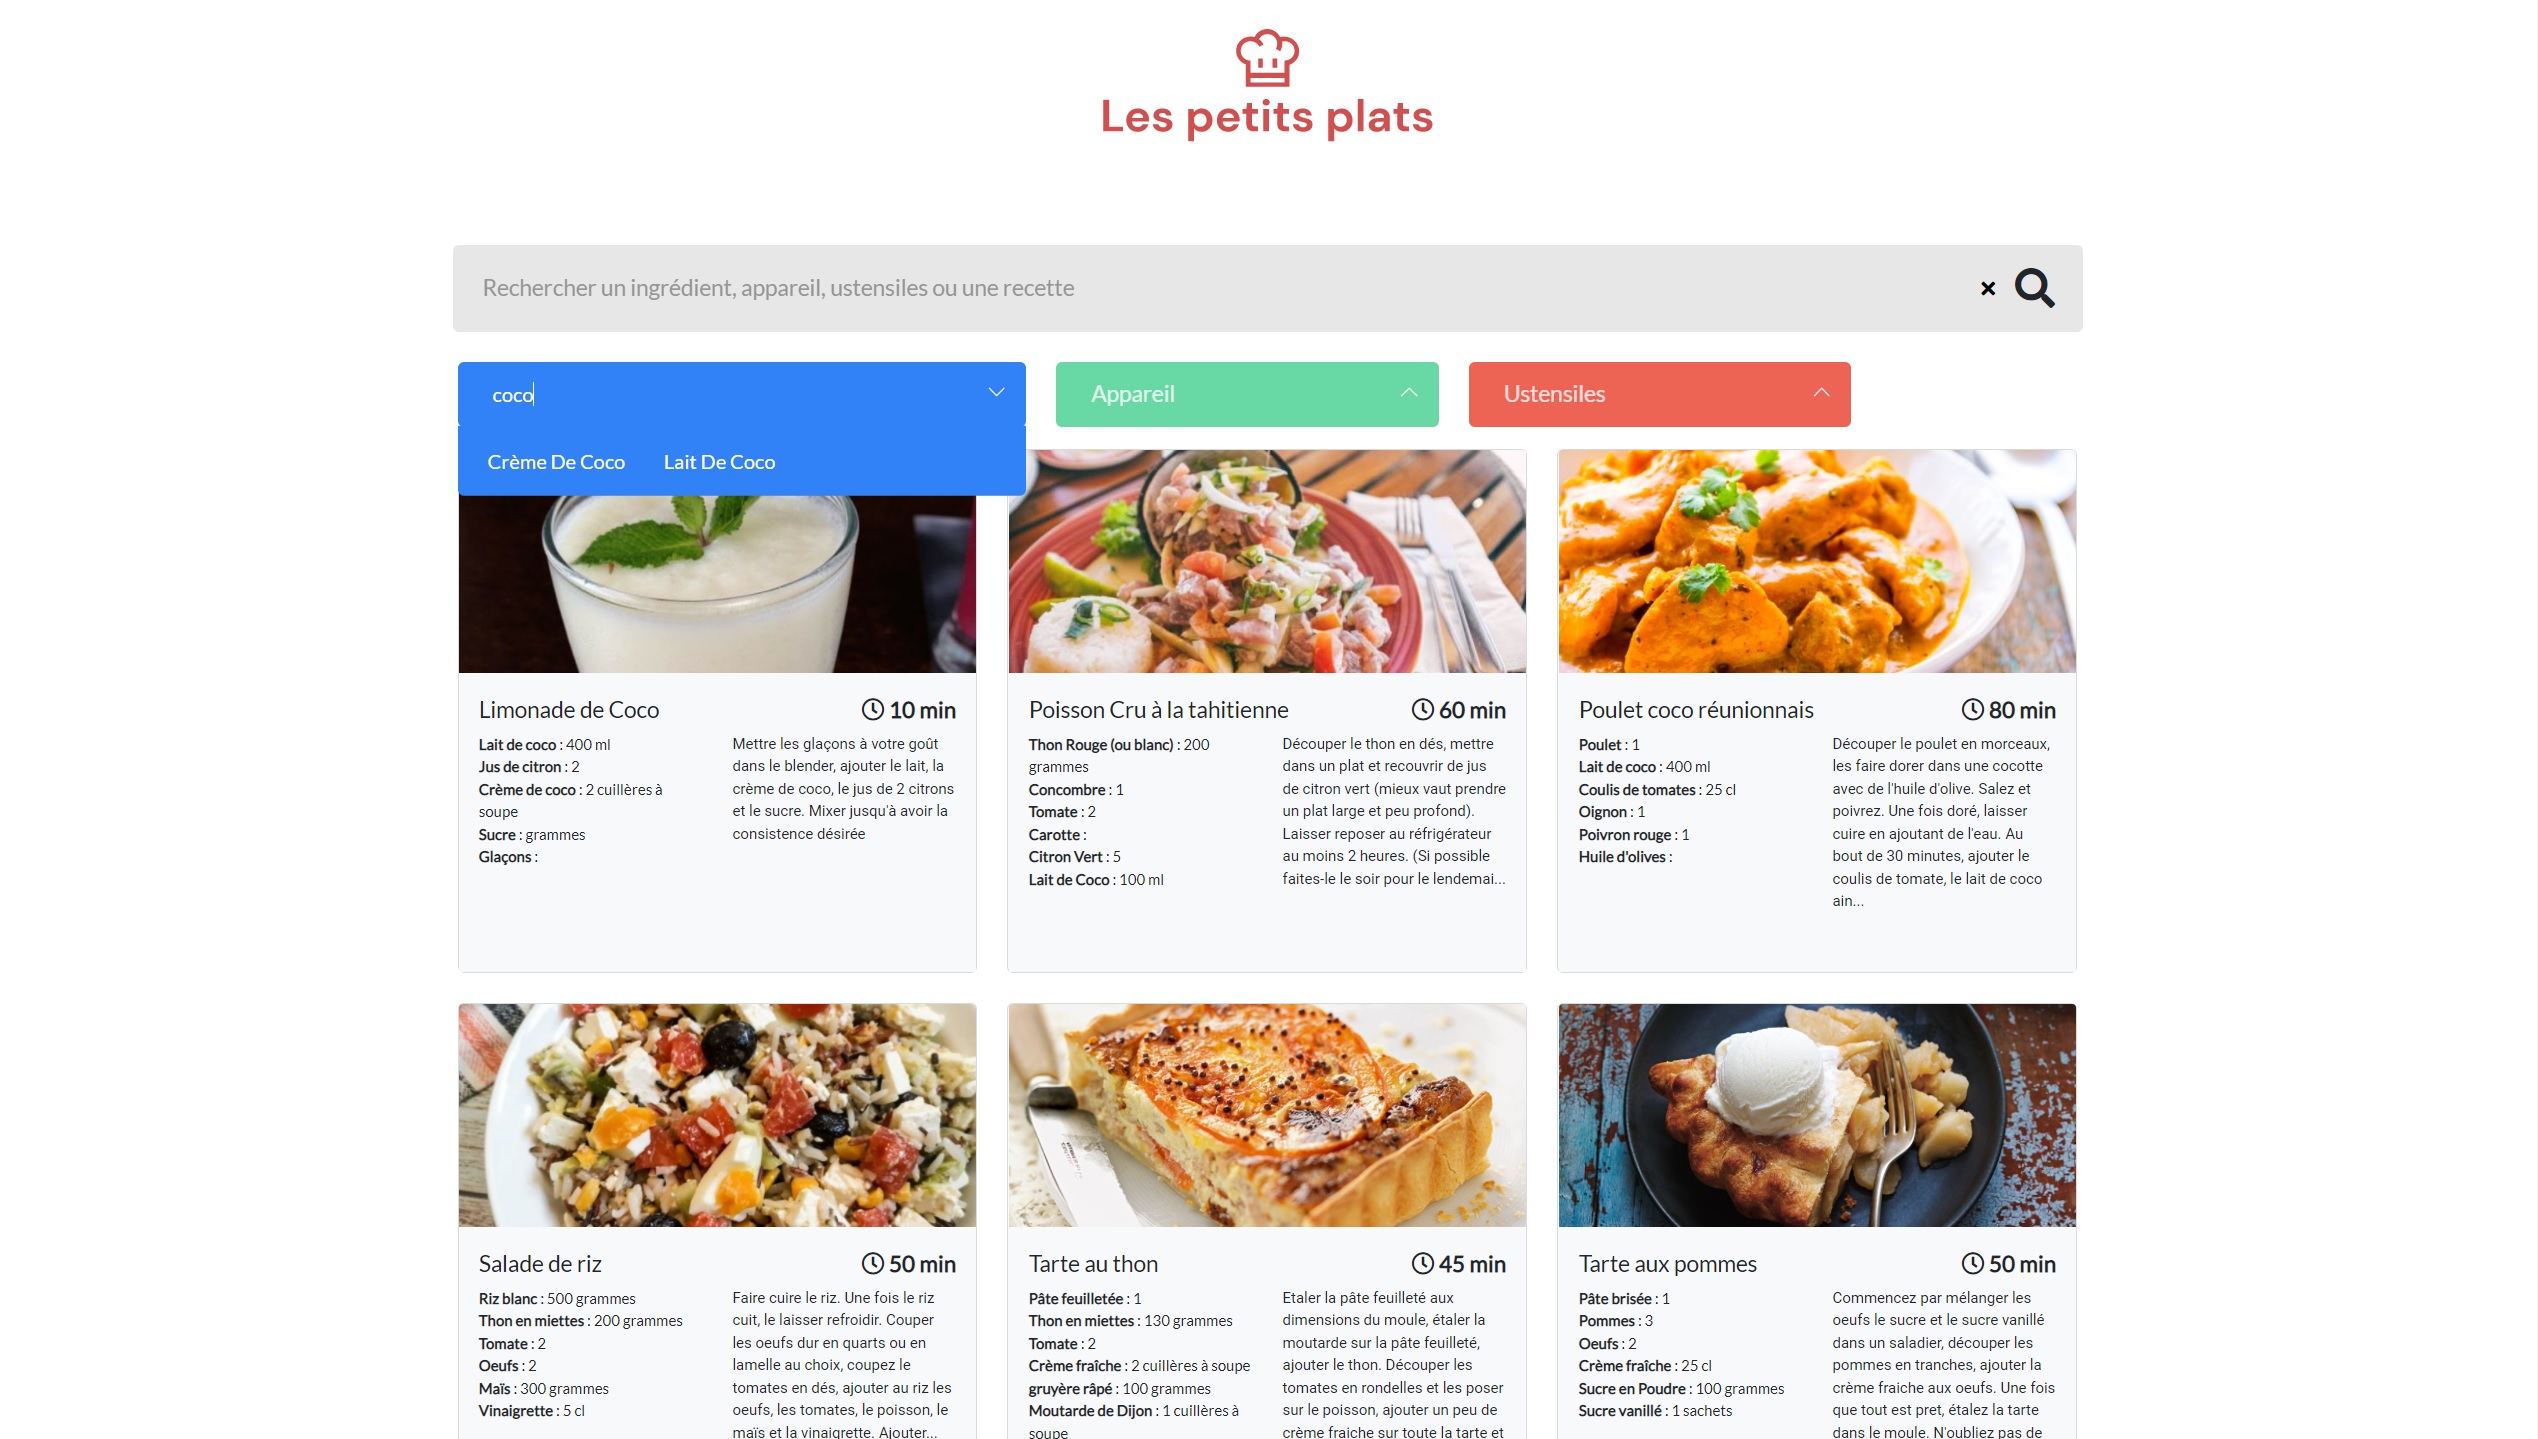 Les petits plats
Rechercher un ingrédient, appareil, ustensiles ou une recette
coco
Appareil
Ustensiles
Crème De Coco
Lait De Coco
Limonade de Coco
10 min
Lait de coco : 400 ml
Jus de citron : 2
Crème de coco : 2 cuillères à
soupe
Sucre : grammes
Glaçons :
Mettre les glaçons à votre goût
dans le blender, ajouter le lait, la
crème de coco, le jus de 2 citrons
et le sucre. Mixer jusqu'à avoir la
consistence désirée
Poisson Cru à la tahitienne
60 min
Thon Rouge (ou blanc) : 200
grammes
Concombre : 1
Tomate : 2
Carotte :
Citron Vert : 5
Lait de Coco : 100 ml
Découper le thon en dés, mettre
dans un plat et recouvrir de jus
de citron vert (mieux vaut prendre
un plat large et peu profond).
Laisser reposer au réfrigérateur
au moins 2 heures. (Si possible
faites-le le soir pour le lendemai...
Poulet coco réunionnais
80 min
Poulet : 1
Lait de coco : 400 ml
Coulis de tomates : 25 cl
Oignon : 1
Poivron rouge : 1
Huile d'olives :
Découper le poulet en morceaux,
les faire dorer dans une cocotte
avec de l'huile d'olive. Salez et
poivrez. Une fois doré, laisser
cuire en ajoutant de l'eau. Au
bout de 30 minutes, ajouter le
coulis de tomate, le lait de coco
ain...
Salade de riz
50 min
Riz blanc : 500 grammes
Thon en miettes : 200 grammes
Tomate : 2
Oeufs : 2
Maïs : 300 grammes
Vinaigrette : 5 cl
Faire cuire le riz. Une fois le riz
cuit, le laisser refroidir. Couper
les oeufs dur en quarts ou en
lamelle au choix, coupez le
tomates en dés, ajouter au riz les
oeufs, les tomates, le poisson, le
maïs et la vinaigrette. Ajouter...
Tarte au thon
45 min
Pâte feuilletée : 1
Thon en miettes : 130 grammes
Tomate : 2
Crème fraîche : 2 cuillères à soupe
gruyère râpé : 100 grammes
Moutarde de Dijon : 1 cuillères à
soupe
Etaler la pâte feuilleté aux
dimensions du moule, étaler la
moutarde sur la pâte feuilleté,
ajouter le thon. Découper les
tomates en rondelles et les poser
sur le poisson, ajouter un peu de
crème fraiche sur toute la tarte et
Tarte aux pommes
50 min
Pâte brisée : 1
Pommes : 3
Oeufs : 2
Crème fraîche : 25 cl
Sucre en Poudre : 100 grammes
Sucre vanillé : 1 sachets
Commencez par mélanger les
oeufs le sucre et le sucre vanillé
dans un saladier, découper les
pommes en tranches, ajouter la
crème fraiche aux oeufs. Une fois
que tout est pret, étalez la tarte
dans le moule. N'oubliez pas de